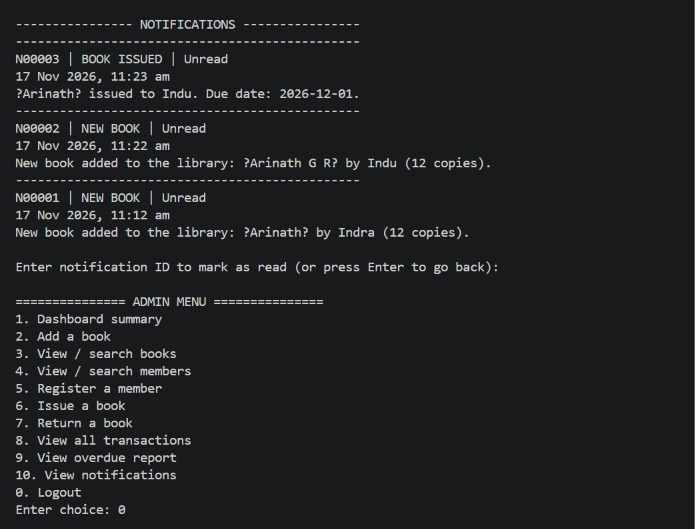 ---------------- NOTIFICATIONS ----------------
-----------------------------------------------
N00003 | BOOK ISSUED | Unread
17 Nov 2026, 11:23 am
?Arinath? issued to Indu. Due date: 2026-12-01.
-----------------------------------------------
N00002 | NEW BOOK | Unread
17 Nov 2026, 11:22 am
New book added to the library: ?Arinath G R? by Indu (12 copies).
-----------------------------------------------
N00001 | NEW BOOK | Unread
17 Nov 2026, 11:12 am
New book added to the library: ?Arinath? by Indra (12 copies).
Enter notification ID to mark as read (or press Enter to go back):
=============== ADMIN MENU ===============
1. Dashboard summary
2. Add a book
3. View / search books
4. View / search members
5. Register a member
6. Issue a book
7. Return a book
8. View all transactions
9. View overdue report
10. View notifications
0. Logout
Enter choice: 0